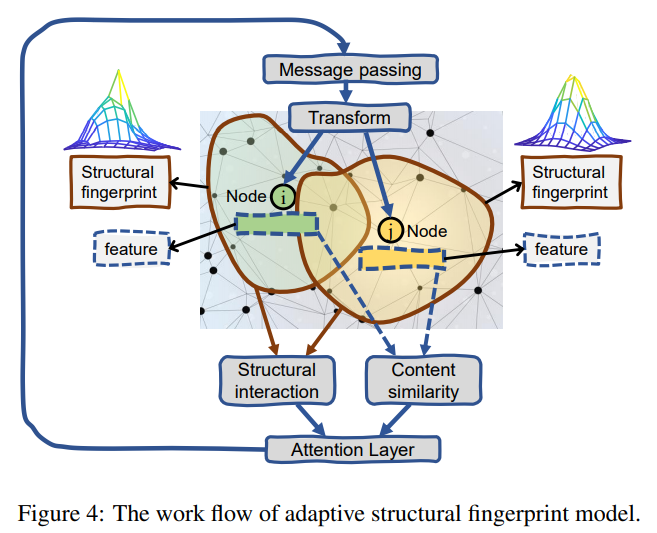 Message passing
Transform
Structural
fingerprint
Structural
fingerprint
Node i
j Node
feature
feature
Structural
interaction
Content
similarity
Attention Layer
Figure 4: The work flow of adaptive structural fingerprint model.